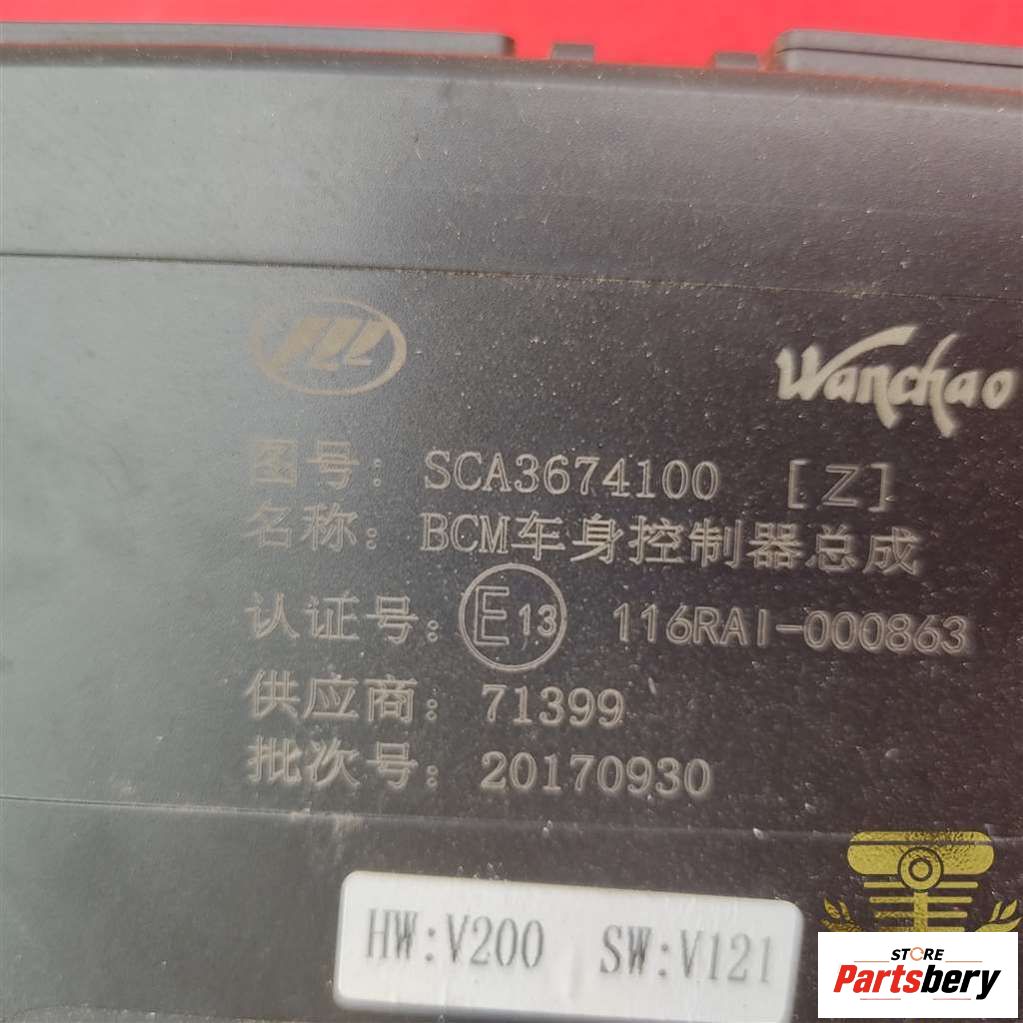 Wanchao
图号: SCA3674100 [Z]
名称: BCM车身控制器总成
认证号: E13 116RAI-000863
供应商: 71399
批次号: 20170930
HW:V200 SW:V121
STORE
Partsbery